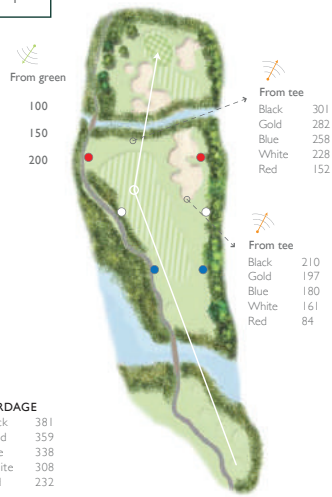 From green
100
150
200
From tee
Black 301
Gold 282
Blue 258
White 228
Red 152
From tee
Black 210
Gold 197
Blue 180
White 161
Red 84
RDAGE
ck 381
d 359
e 338
ite 308
232